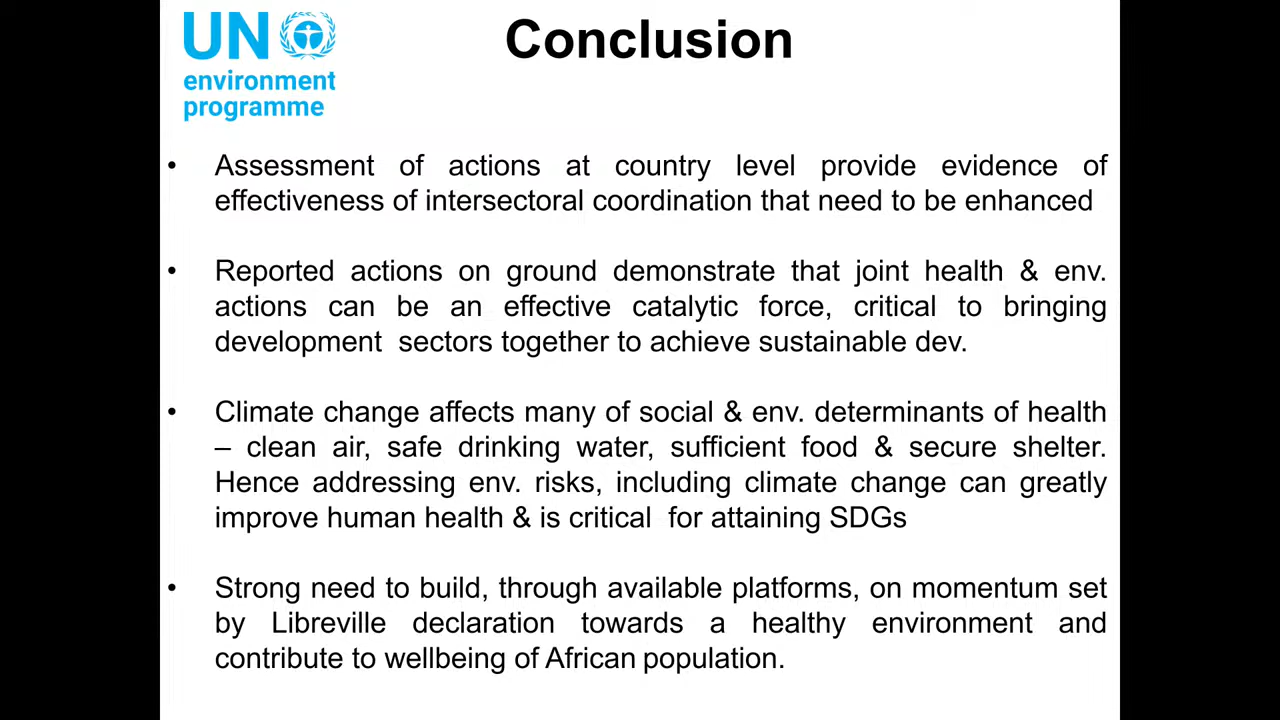 UN
environment
programme
Conclusion
• Assessment of actions at country level provide evidence of
effectiveness of intersectoral coordination that need to be enhanced
• Reported actions on ground demonstrate that joint health & env.
actions can be an effective catalytic force, critical to bringing
development sectors together to achieve sustainable dev.
• Climate change affects many of social & env. determinants of health
– clean air, safe drinking water, sufficient food & secure shelter.
Hence addressing env. risks, including climate change can greatly
improve human health & is critical for attaining SDGs
• Strong need to build, through available platforms, on momentum set
by Libreville declaration towards a healthy environment and
contribute to wellbeing of African population.